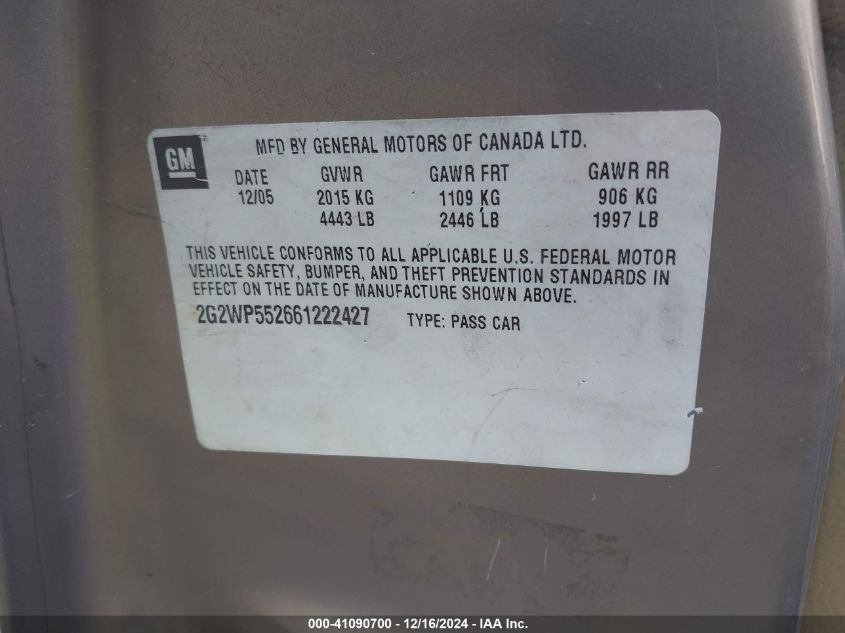 GM
MFD BY GENERAL MOTORS OF CANADA LTD.
DATE GVWR GAWR FRT GAWR RR
12/05 2015 KG 1109 KG 906 KG
4443 LB 2446 LB 1997 LB
THIS VEHICLE CONFORMS TO ALL APPLICABLE U.S. FEDERAL MOTOR
VEHICLE SAFETY, BUMPER, AND THEFT PREVENTION STANDARDS IN
EFFECT ON THE DATE OF MANUFACTURE SHOWN ABOVE.
2G2WP552661222427 TYPE: PASS CAR
000-41090700 - 12/16/2024 - IAA Inc.